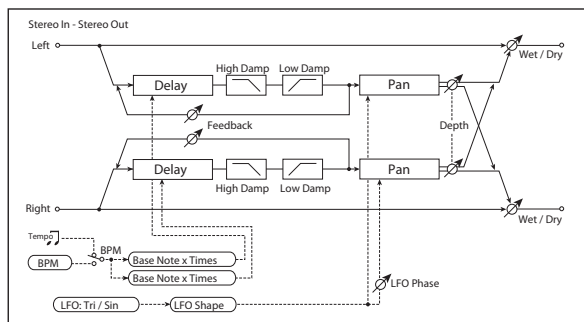 Stereo In - Stereo Out
Left
Wet / Dry
High Damp Low Damp
Delay Pan
Feedback Depth
Delay Pan
High Damp Low Damp
Right
Wet / Dry
Tempo
BPM
BPM
Base Note x Times
Base Note x Times
LFO Phase
LFO: Tri / Sin LFO Shape